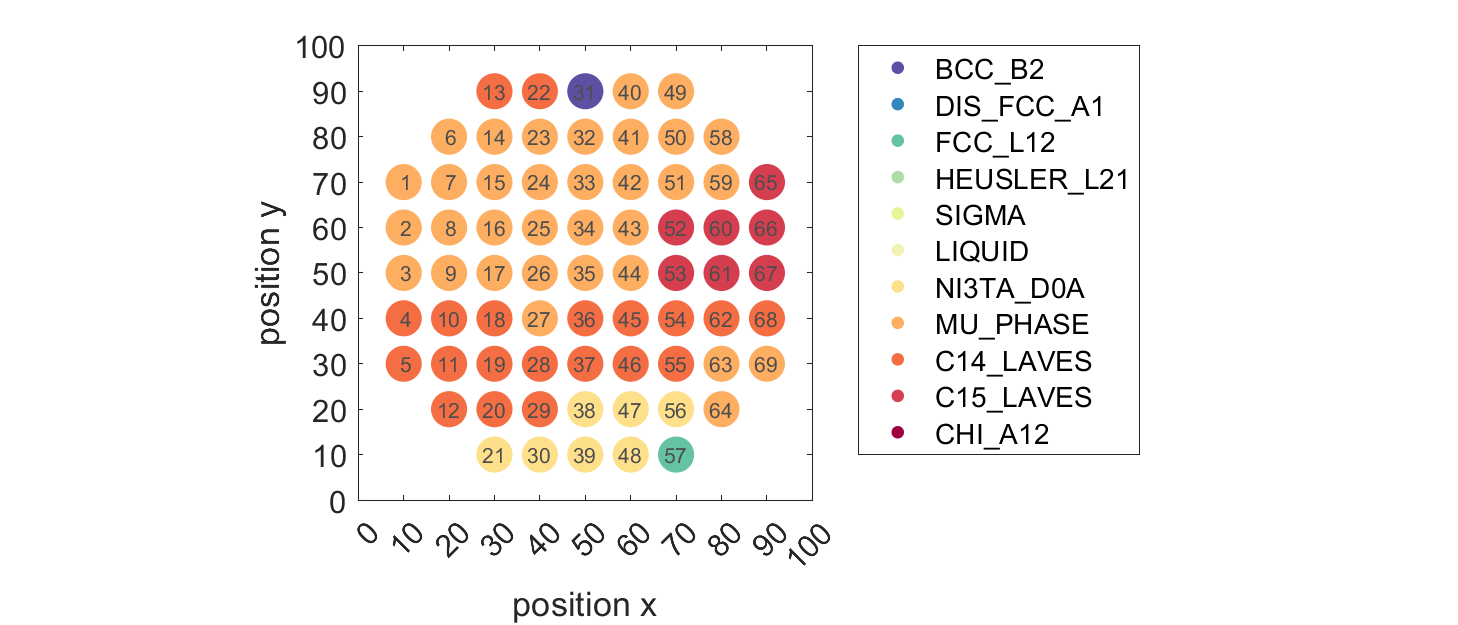 100
90
80
70
60
50
40
30
20
10
0
13 22 31 40 49
6 14 23 32 41 50 58
1 7 15 24 33 42 51 59 65
2 8 16 25 34 43 52 60 66
3 9 17 26 35 44 53 61 67
4 10 18 27 36 45 54 62 68
5 11 19 28 37 46 55 63 69
12 20 29 38 47 56 64
21 30 39 48 57
0 10 20 30 40 50 60 70 80 90 100
position x
position y
BCC_B2
DIS_FCC_A1
FCC_L12
HEUSLER_L21
SIGMA
LIQUID
NI3TA_D0A
MU_PHASE
C14_LAVES
C15_LAVES
CHI_A12